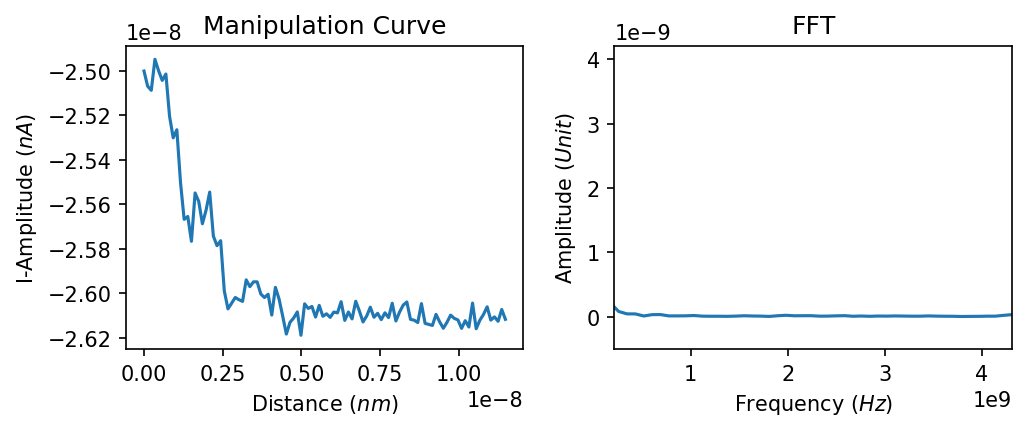 Manipulation Curve
1e−8
−2.50
−2.52
−2.54
−2.56
−2.58
−2.60
−2.62
I-Amplitude (nA)
0.00 0.25 0.50 0.75 1.00
Distance (nm)
1e−8
FFT
1e−9
4
3
2
1
0
Amplitude (Unit)
1 2 3 4
Frequency (Hz)
1e9